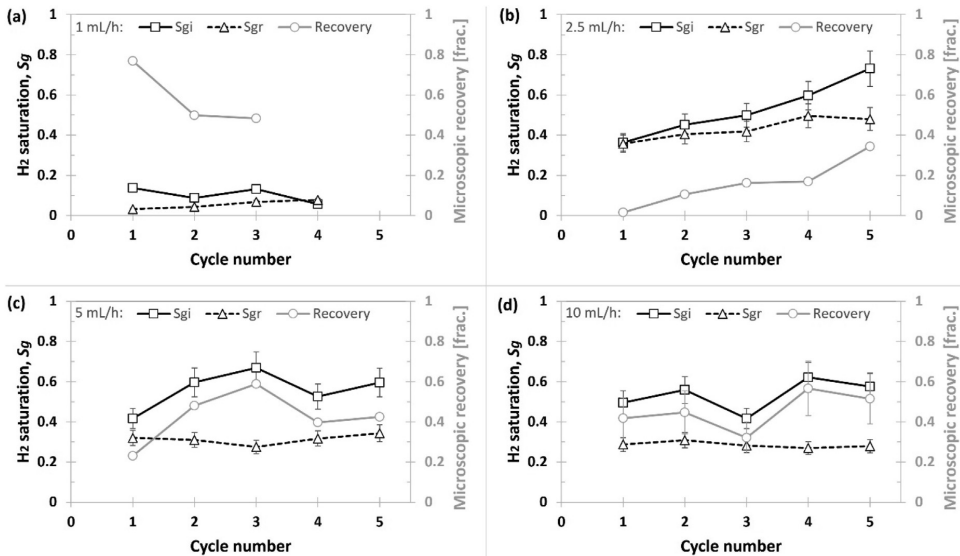 (a)
1 mL/h: Sgi Sgr Recovery
H2 saturation, Sg
Microscopic recovery [frac.]
1
0.8
0.6
0.4
0.2
0
1
0.8
0.6
0.4
0.2
0
0 1 2 3 4 5
Cycle number
(b)
2.5 mL/h: Sgi Sgr Recovery
H2 saturation, Sg
Microscopic recovery [frac.]
1
0.8
0.6
0.4
0.2
0
1
0.8
0.6
0.4
0.2
0
0 1 2 3 4 5
Cycle number
(c)
5 mL/h: Sgi Sgr Recovery
H2 saturation, Sg
Microscopic recovery [frac.]
1
0.8
0.6
0.4
0.2
0
1
0.8
0.6
0.4
0.2
0
0 1 2 3 4 5
Cycle number
(d)
10 mL/h: Sgi Sgr Recovery
H2 saturation, Sg
Microscopic recovery [frac.]
1
0.8
0.6
0.4
0.2
0
1
0.8
0.6
0.4
0.2
0
0 1 2 3 4 5
Cycle number